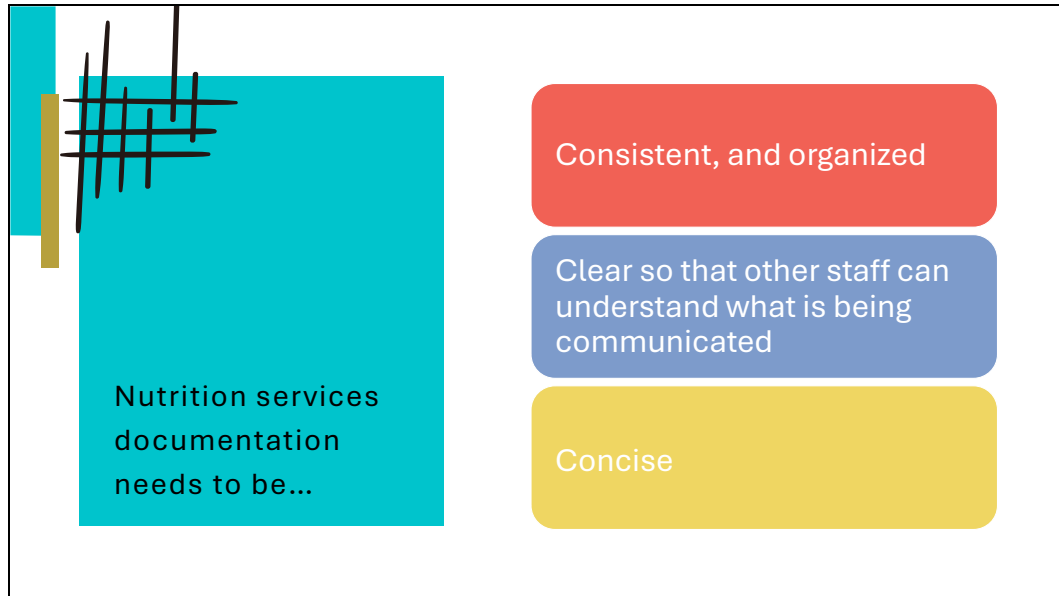 Nutrition services
documentation
needs to be...
Consistent, and organized
Clear so that other staff can
understand what is being
communicated
Concise